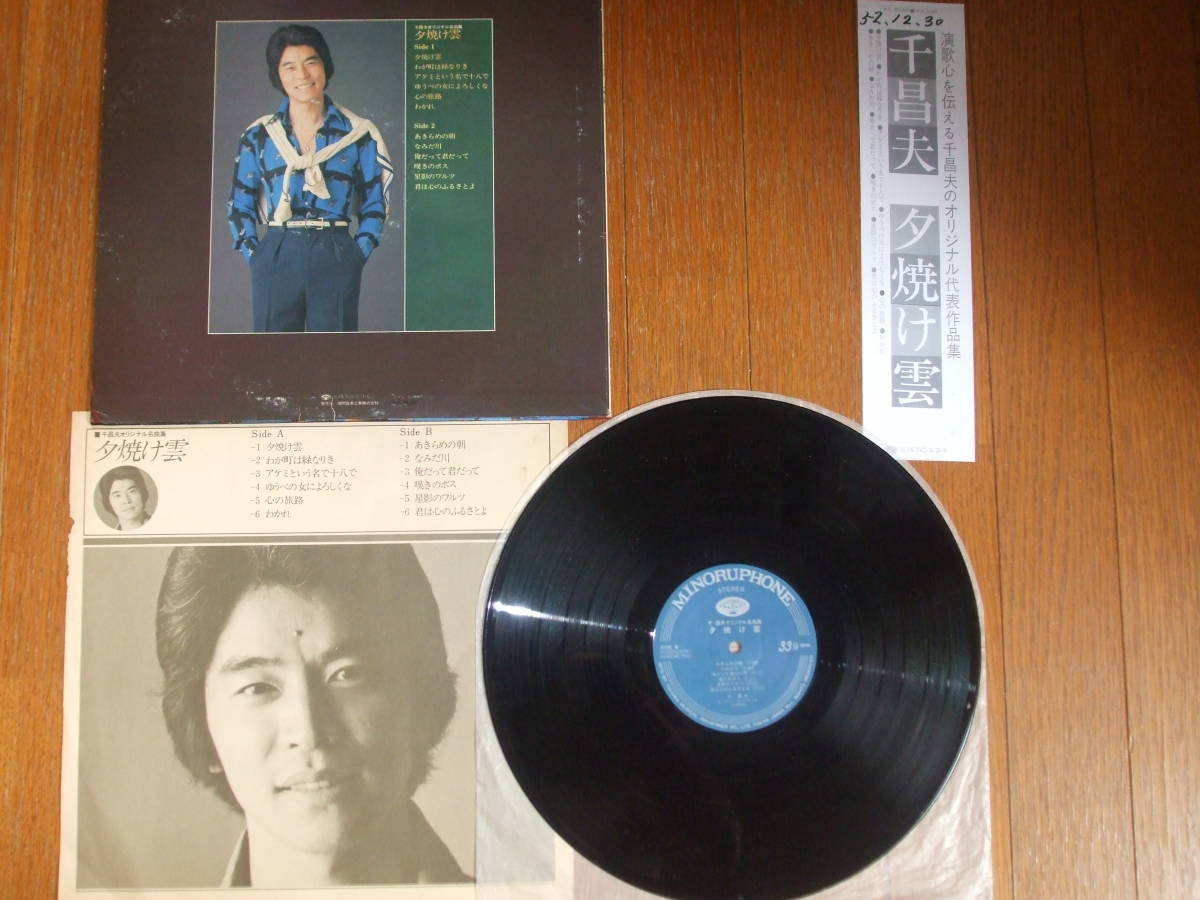 千昌夫オリジナル名曲集
夕焼け雲
Side 1
夕焼け雲
わが町は緑なりき
アケミという名で十八で
ゆうべの女によろしくな
心の旅路
わかれ
Side 2
あきらめの朝
なみだ川
俺だって君だって
嘆きのボス
星影のワルツ
君は心のふるさとよ
52.12.30
演歌心を伝える千昌夫のオリジナル代表作品集
千昌夫 夕焼け雲
■千昌夫オリジナル名曲集
夕焼け雲
Side A
-1 夕焼け雲
-2 わが町は緑なりき
-3 アケミという名で十八で
-4 ゆうべの女によろしくな
-5 心の旅路
-6 わかれ
Side B
-1 あきらめの朝
-2 なみだ川
-3 俺だって君だって
-4 嘆きのボス
-5 星影のワルツ
-6 君は心のふるさとよ
MINORUPHONE
STEREO
千昌夫オリジナル名曲集
夕焼け雲
33⅓